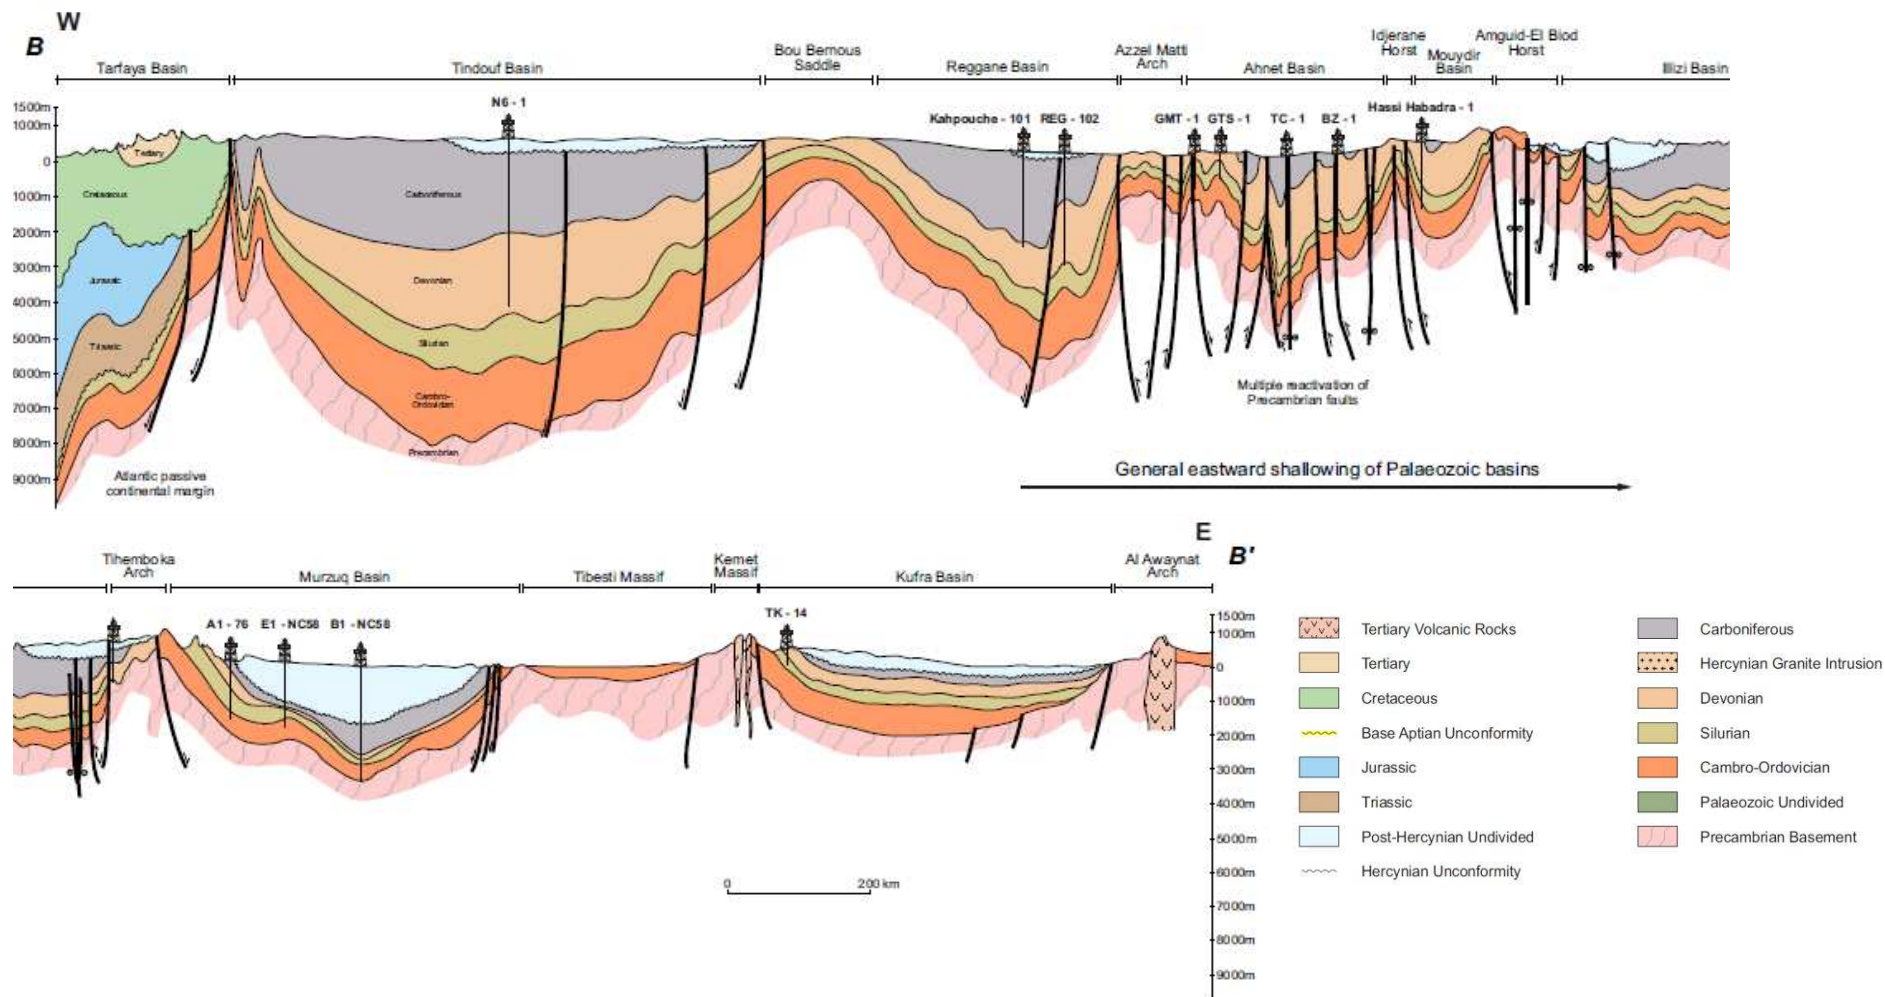 W
B
Tarfaya Basin
Tindouf Basin
Bou Bernous
Saddle
Reggane Basin
Azzel Matti
Arch
Ahnet Basin
Idjerane
Horst
Mouydir
Basin
Amguid-El Biod
Horst
Illizi Basin
N6 - 1
Kahpouche - 101
REG - 102
GMT - 1
GTS - 1
TC - 1
BZ - 1
Hassi Habadra - 1
1500m
1000m
0
1000m
2000m
3000m
4000m
5000m
6000m
7000m
8000m
9000m
Tertiary
Cretaceous
Jurassic
Triassic
Carboniferous
Devonian
Silurian
Cambro-
Ordovician
Precambrian
Atlantic passive
continental margin
Multiple reactivation of
Precambrian faults
General eastward shallowing of Palaeozoic basins
E
B'
Tihemboka
Arch
Murzuq Basin
Tibesti Massif
Kemet
Massif
Kufra Basin
Al Awaynat
Arch
A1 - 76
E1 - NC58
B1 - NC58
TK - 14
1500m
1000m
0
1000m
2000m
3000m
4000m
5000m
6000m
7000m
8000m
9000m
0
200 km
Tertiary Volcanic Rocks
Tertiary
Cretaceous
Base Aptian Unconformity
Jurassic
Triassic
Post-Hercynian Undivided
Hercynian Unconformity
Carboniferous
Hercynian Granite Intrusion
Devonian
Silurian
Cambro-Ordovician
Palaeozoic Undivided
Precambrian Basement